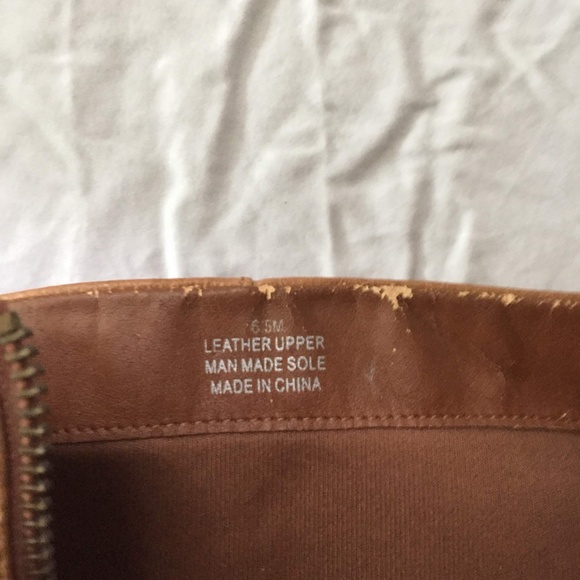 6.5M
LEATHER UPPER
MAN MADE SOLE
MADE IN CHINA